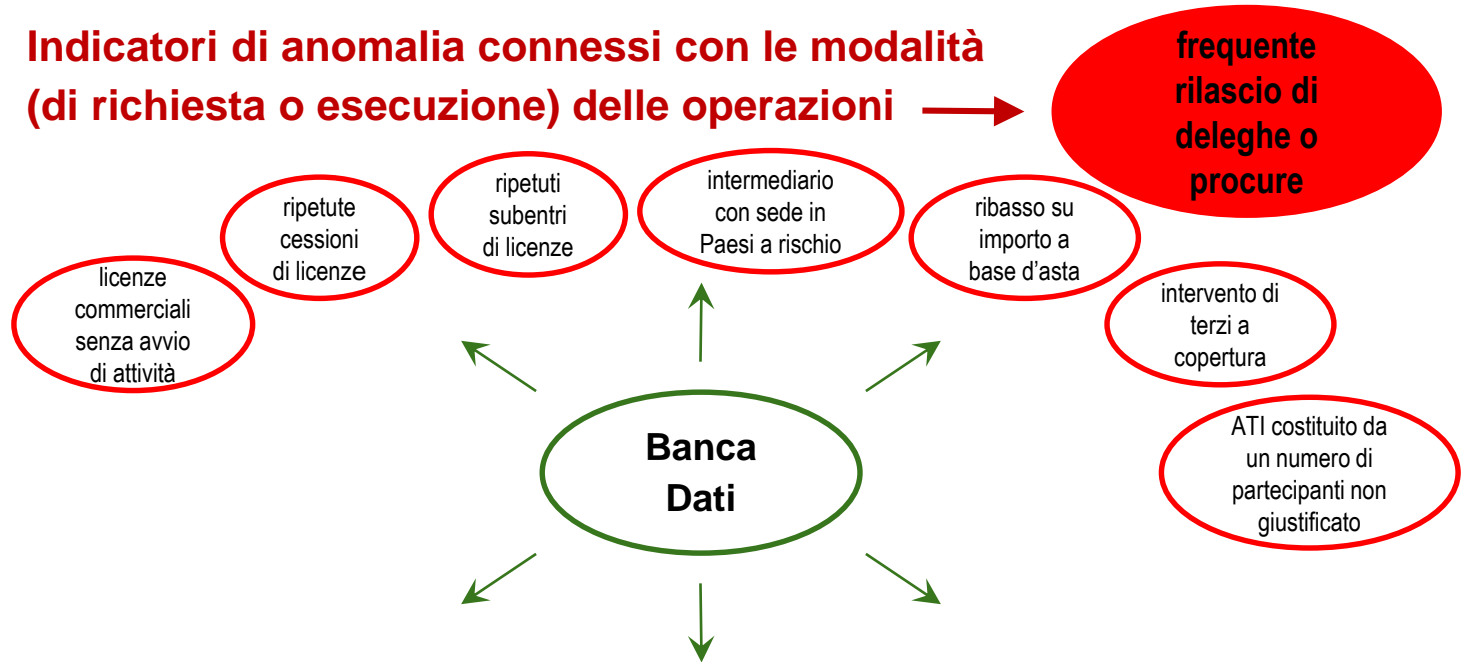 Indicatori di anomalia connessi con le modalità
(di richiesta o esecuzione) delle operazioni
frequente
rilascio di
deleghe o
procure
licenze
commerciali
senza avvio
di attività
ripetute
cessioni
di licenze
ripetuti
subentri
di licenze
intermediario
con sede in
Paesi a rischio
ribasso su
importo a
base d’asta
intervento di
terzi a
copertura
ATI costituito da
un numero di
partecipanti non
giustificato
Banca
Dati